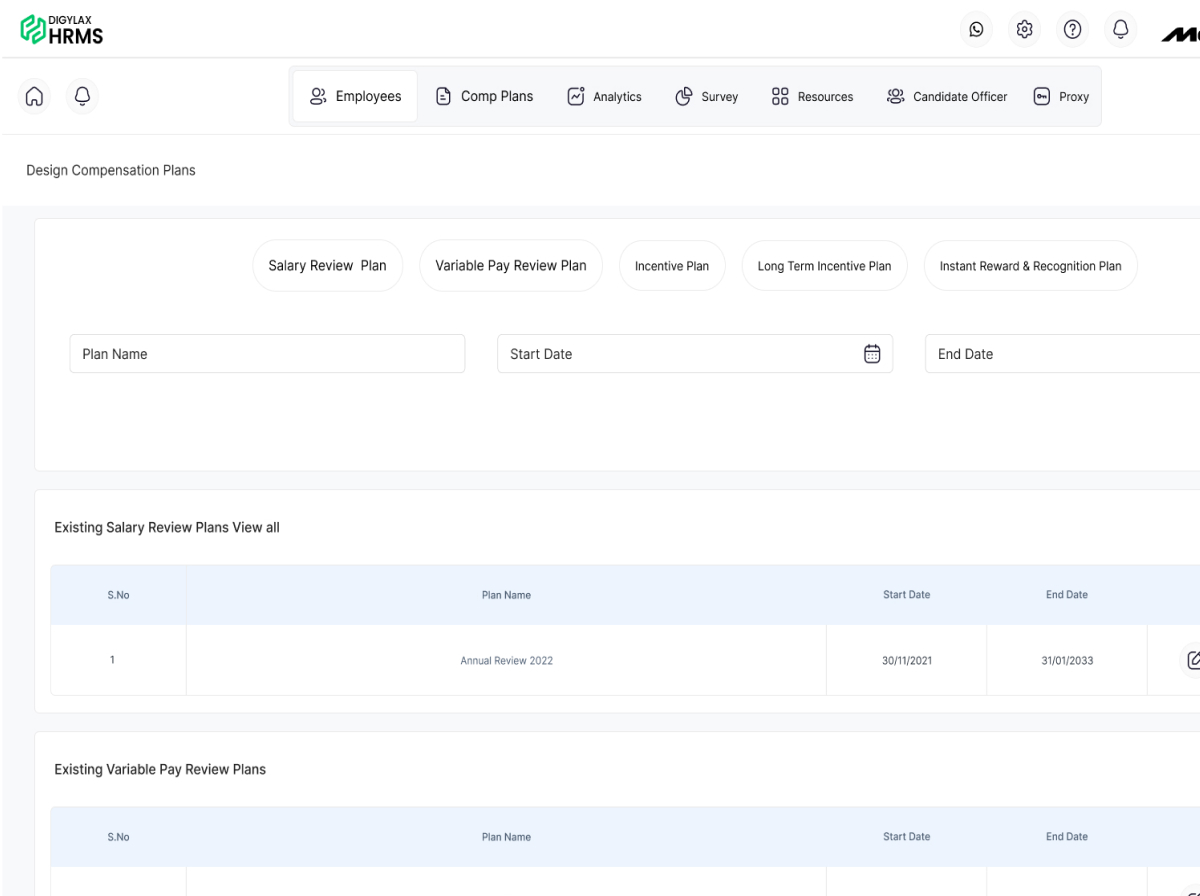 DIGYLAX
HRMS
Employees
Comp Plans
Analytics
Survey
Resources
Candidate Officer
Proxy
Design Compensation Plans
Salary Review Plan
Variable Pay Review Plan
Incentive Plan
Long Term Incentive Plan
Instant Reward & Recognition Plan
Plan Name
Start Date
End Date
Existing Salary Review Plans View all
S.No
Plan Name
Start Date
End Date
1
Annual Review 2022
30/11/2021
31/01/2033
Existing Variable Pay Review Plans
S.No
Plan Name
Start Date
End Date